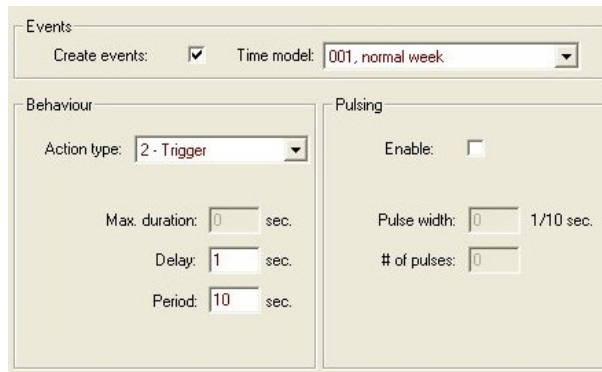 Events
Create events: Time model: 001, normal week
Behaviour
Action type: 2 - Trigger
Max. duration: 0 sec.
Delay: 1 sec.
Period: 10 sec.
Pulsing
Enable:
Pulse width: 0 1/10 sec.
# of pulses: 0